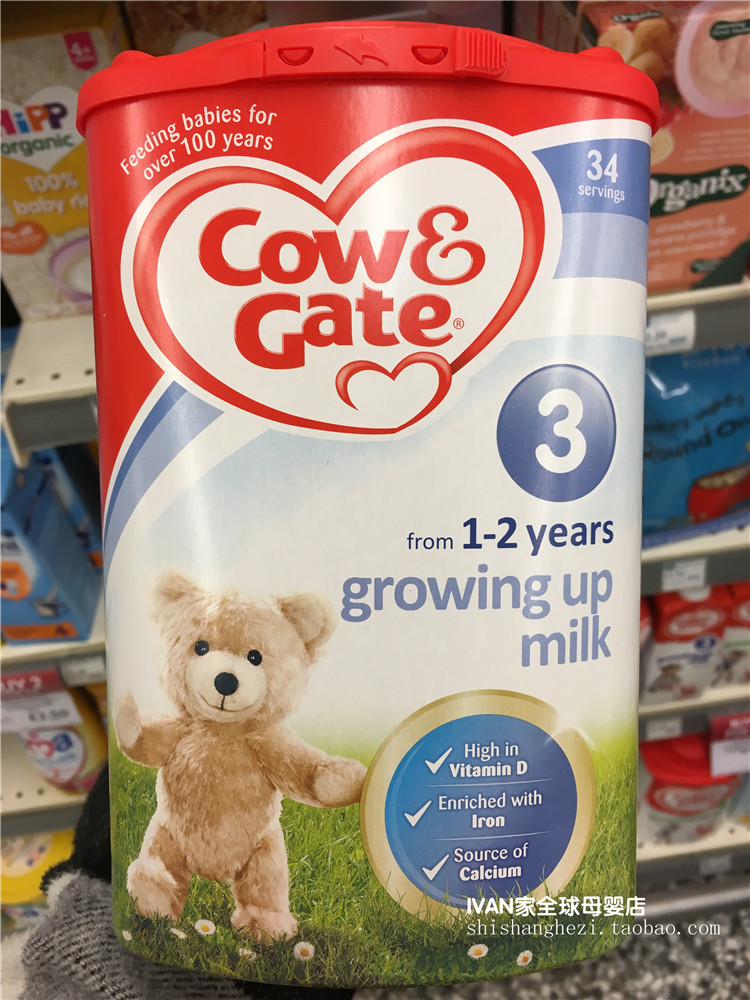 Feeding babies for
over 100 years
34
servings
Cow &
Gate®
3
from 1-2 years
growing up
milk
High in
Vitamin D
Enriched with
Iron
Source of
Calcium
IVAN家全球母婴店
shishanghezi.taobao.com
4+
HiPP
organic
100%
Organix
3